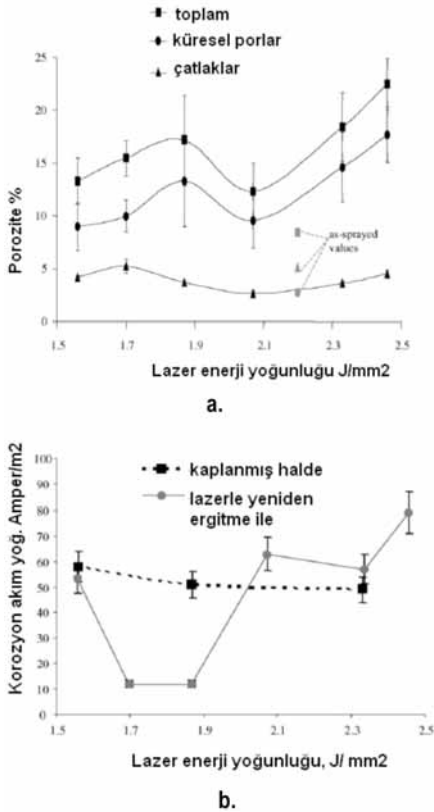 toplam
küresel porlar
çatlaklar
25
20
15
10
5
0
Porozite %
as-sprayed
values
1.5
1.7
1.9
2.1
2.3
2.5
Lazer enerji yoğunluğu J/mm2
a.
100
90
80
70
60
50
40
30
20
10
0
Korozyon akım yoğ. Amper/m2
kaplanmış halde
lazerle yeniden
ergitme ile
1.5
1.7
1.9
2.1
2.3
2.5
Lazer enerji yoğunluğu, J/ mm2
b.